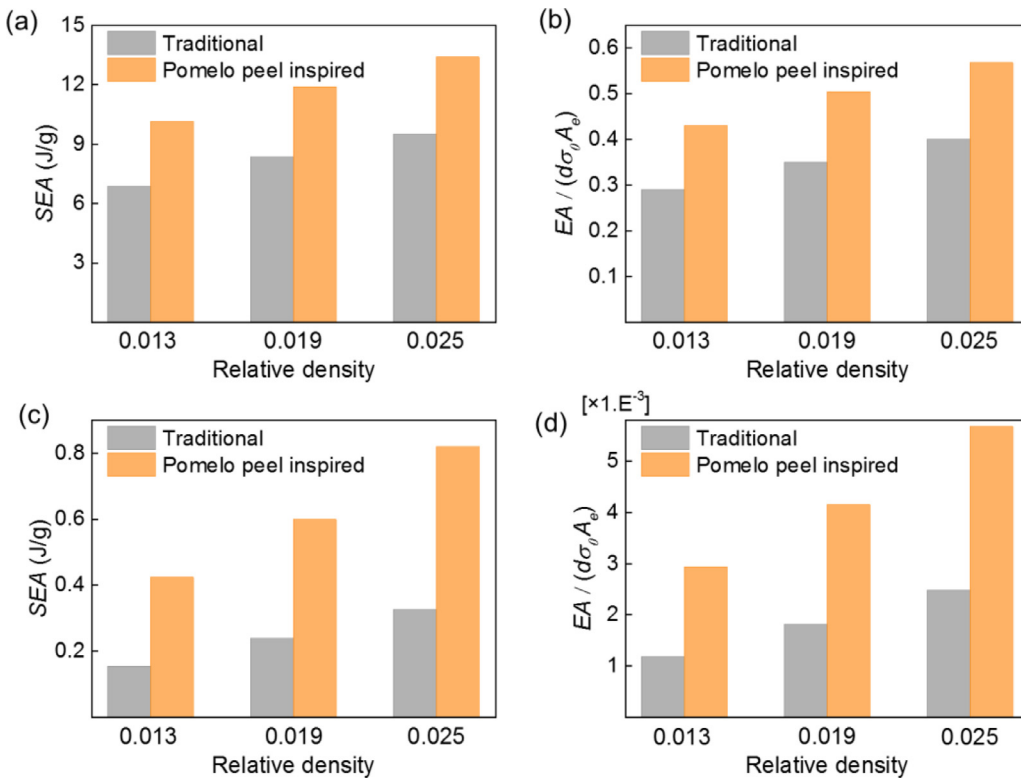 (a)
15
12
9
6
3
SEA (J/g)
Traditional
Pomelo peel inspired
0.013 0.019 0.025
Relative density
(b)
0.6
0.5
0.4
0.3
0.2
0.1
EA / (dσ₀Aₑ)
Traditional
Pomelo peel inspired
0.013 0.019 0.025
Relative density
(c)
0.8
0.6
0.4
0.2
SEA (J/g)
Traditional
Pomelo peel inspired
0.013 0.019 0.025
Relative density
(d)
[×1.E⁻³]
5
4
3
2
1
EA / (dσ₀Aₑ)
Traditional
Pomelo peel inspired
0.013 0.019 0.025
Relative density